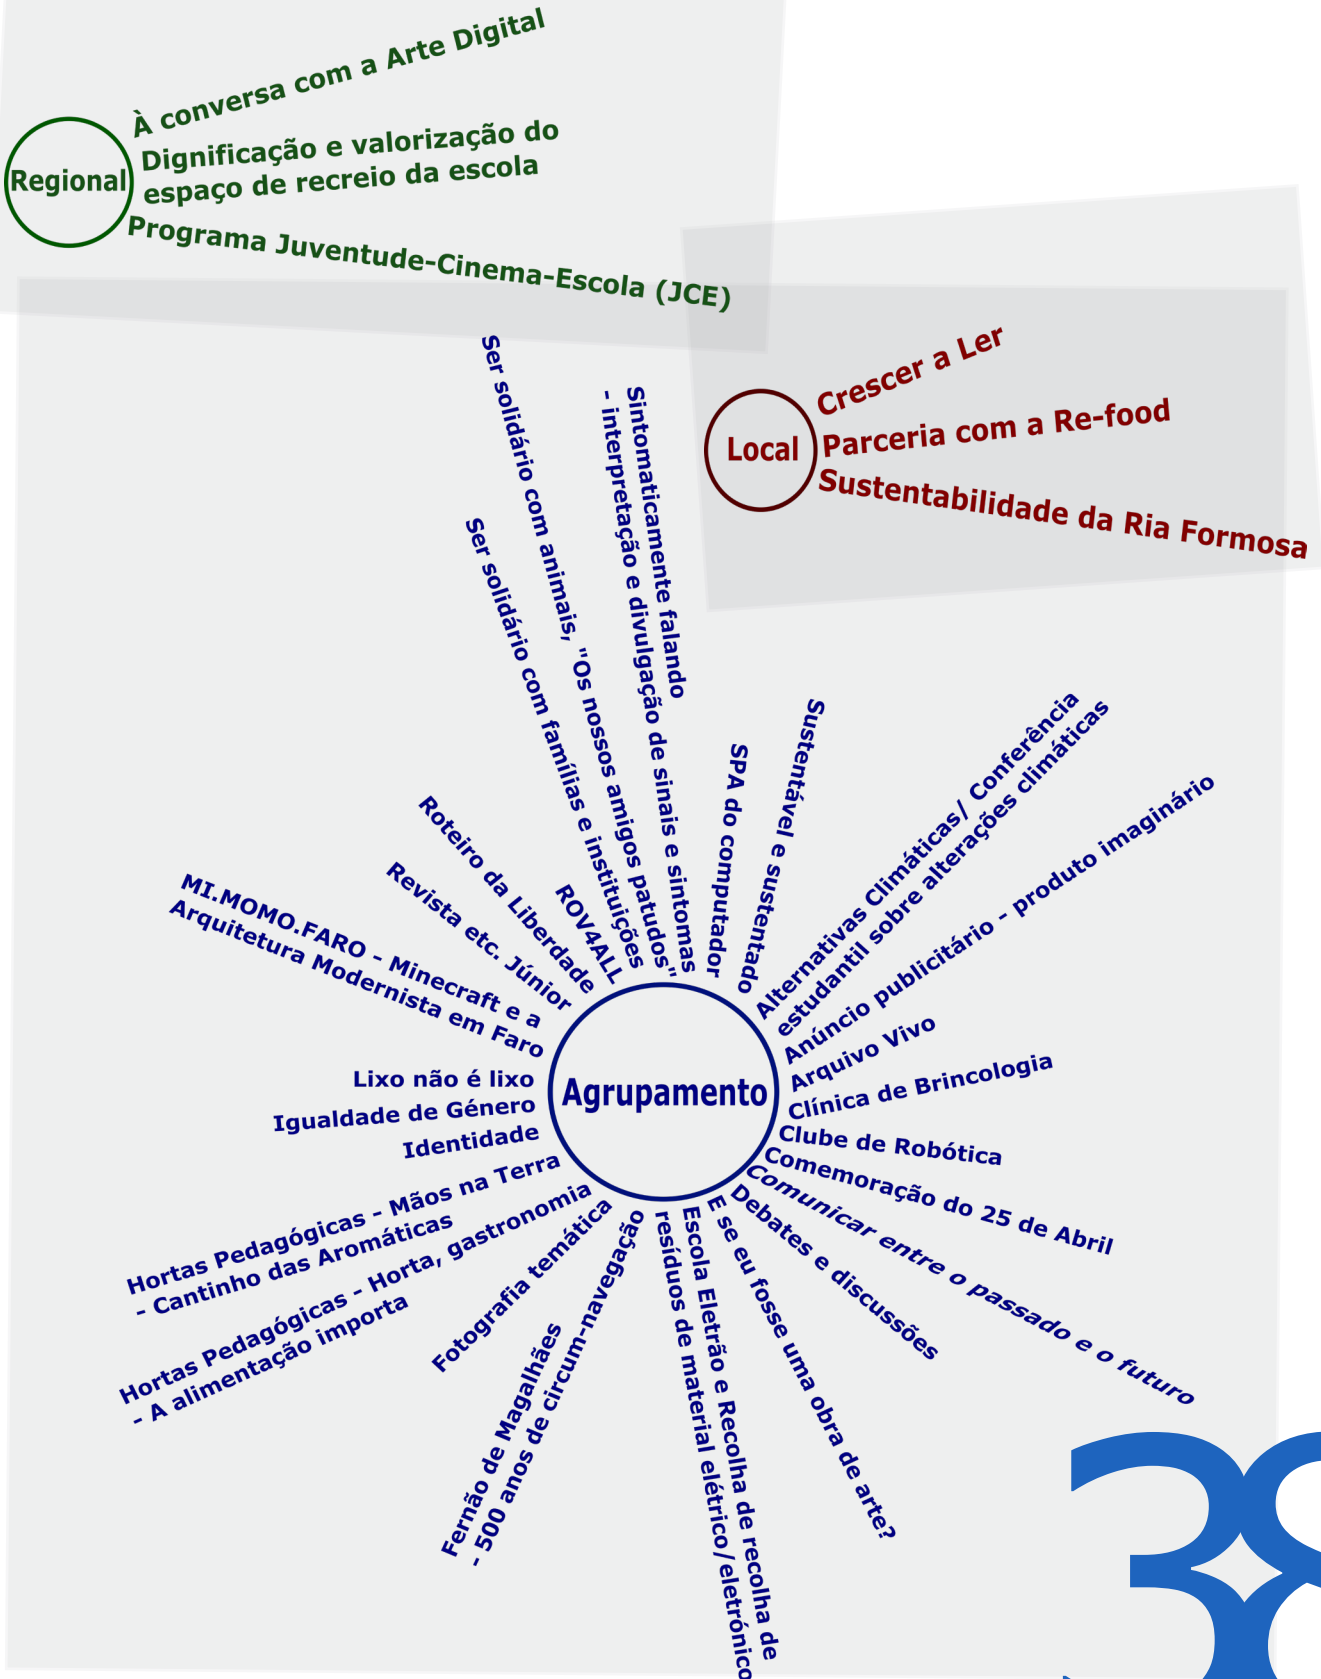 À conversa com a Arte Digital
Regional
Dignificação e valorização do
espaço de recreio da escola
Programa Juventude-Cinema-Escola (JCE)
Crescer a Ler
Local
Parceria com a Re-food
Sustentabilidade da Ria Formosa
Agrupamento
Alternativas Climáticas/ Conferência
estudantil sobre alterações climáticas
Anúncio publicitário - produto imaginário
Arquivo Vivo
Clínica de Brincologia
Clube de Robótica
Comemoração do 25 de Abril
Comunicar entre o passado e o futuro
Debates e discussões
E se eu fosse uma obra de arte?
Escola Eletrão e Recolha de recolha de
resíduos de material elétrico/eletrónico
Fernão de Magalhães
- 500 anos de circum-navegação
Fotografia temática
Hortas Pedagógicas - Horta, gastronomia
- A alimentação importa
Hortas Pedagógicas - Mãos na Terra
- Cantinho das Aromáticas
Identidade
Igualdade de Género
Lixo não é lixo
MI.MOMO.FARO - Minecraft e a
Arquitetura Modernista em Faro
Revista etc. Júnior
Roteiro da Liberdade
ROV4ALL
Ser solidário com famílias e instituições
Ser solidário com animais, "Os nossos amigos patudos"
Sintomaticamente falando
- interpretação e divulgação de sinais e sintomas
SPA do computador
Sustentável e sustentado
38